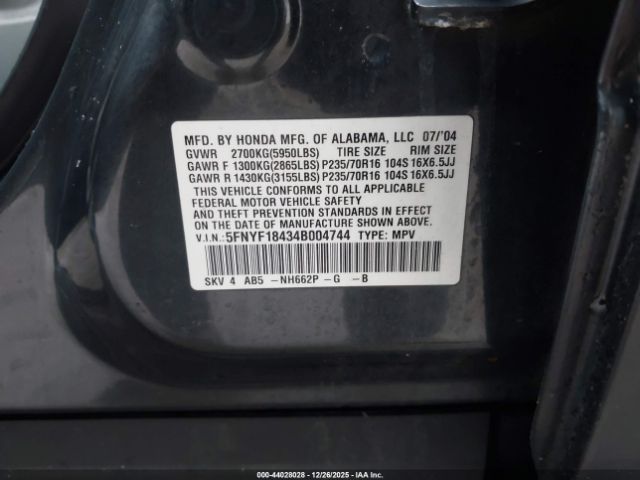 MFD. BY HONDA MFG. OF ALABAMA, LLC 07/'04
GVWR 2700KG(5950LBS) TIRE SIZE RIM SIZE
GAWR F 1300KG(2865LBS) P235/70R16 104S 16X6.5JJ
GAWR R 1430KG(3155LBS) P235/70R16 104S 16X6.5JJ
THIS VEHICLE CONFORMS TO ALL APPLICABLE
FEDERAL MOTOR VEHICLE SAFETY
AND THEFT PREVENTION STANDARDS IN EFFECT
ON THE DATE OF MANUFACTURE SHOWN ABOVE.
V.I.N.: 5FNYF18434B004744 TYPE: MPV
SKV 4 AB5 -NH662P -G -B
000-44028028 - 12/26/2025 - IAAI.COM